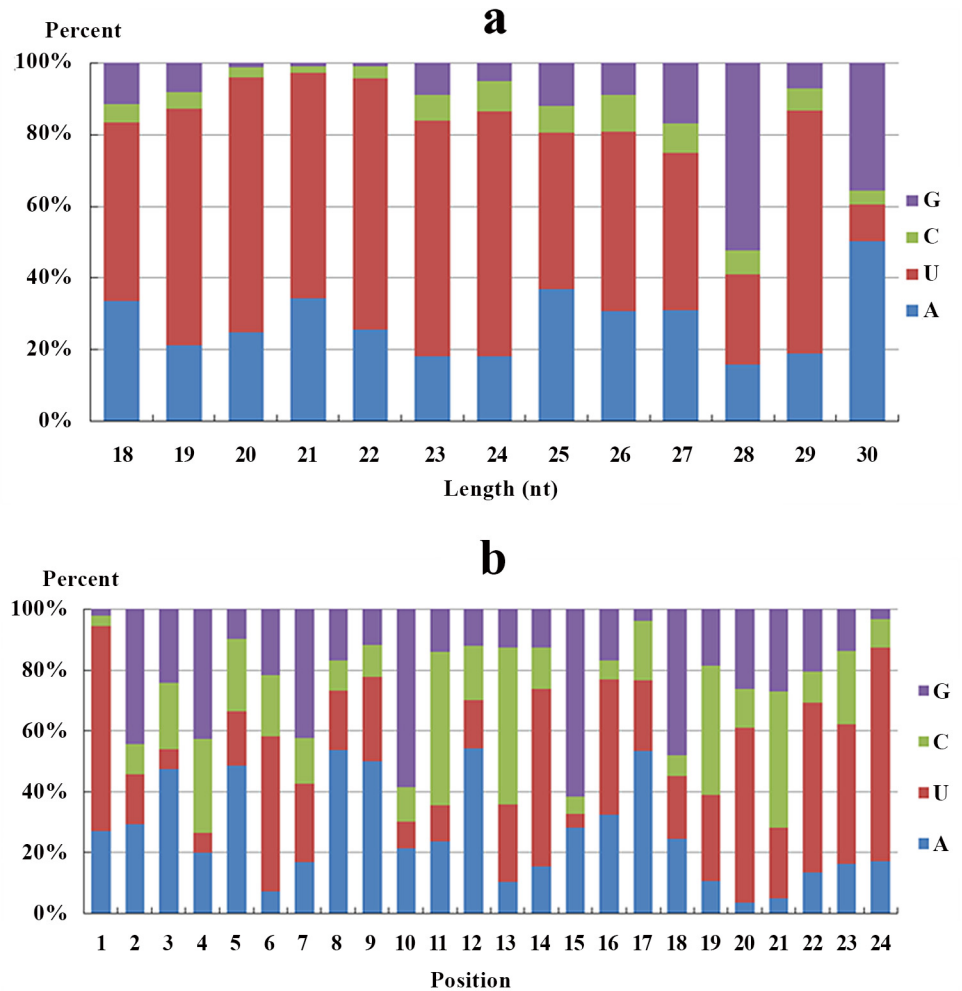 a
Percent
100%
80%
60%
40%
20%
0%
18 19 20 21 22 23 24 25 26 27 28 29 30
Length (nt)
G
C
U
A
b
Percent
100%
80%
60%
40%
20%
0%
1 2 3 4 5 6 7 8 9 10 11 12 13 14 15 16 17 18 19 20 21 22 23 24
Position
G
C
U
A